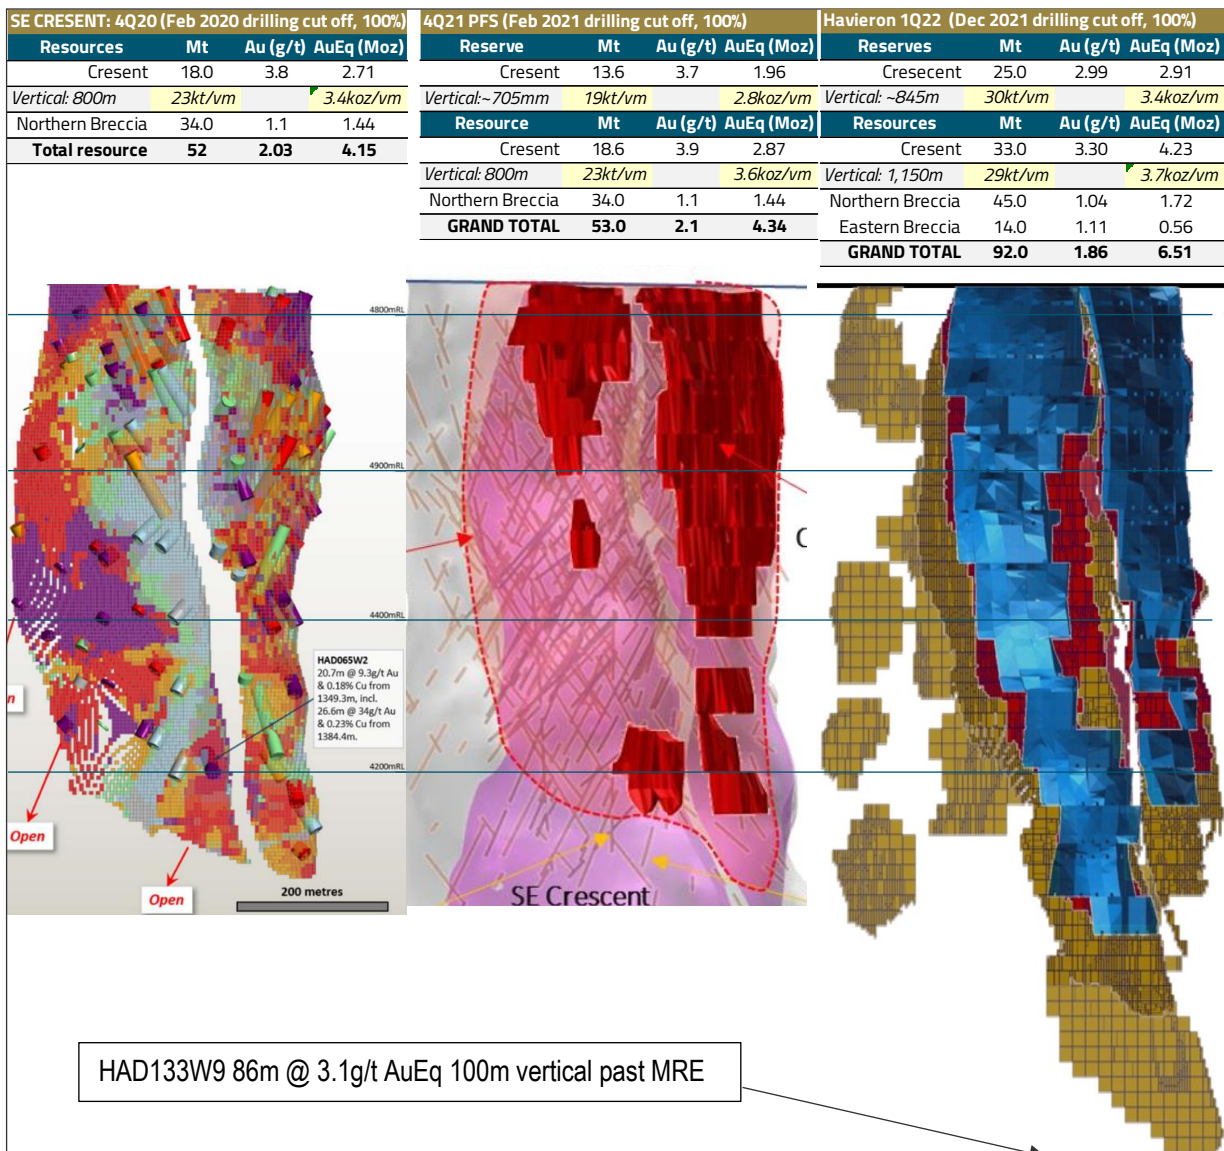 SE CRESENT: 4Q20 (Feb 2020 drilling cut off, 100%)
Resources Mt Au (g/t) AuEq (Moz)
Cresent 18.0 3.8 2.71
Vertical: 800m 23kt/vm 3.4koz/vm
Northern Breccia 34.0 1.1 1.44
Total resource 52 2.03 4.15
4Q21 PFS (Feb 2021 drilling cut off, 100%)
Reserve Mt Au (g/t) AuEq (Moz)
Cresent 13.6 3.7 1.96
Vertical:~705mm 19kt/vm 2.8koz/vm
Resource Mt Au (g/t) AuEq (Moz)
Cresent 18.6 3.9 2.87
Vertical: 800m 23kt/vm 3.6koz/vm
Northern Breccia 34.0 1.1 1.44
GRAND TOTAL 53.0 2.1 4.34
Havieron 1Q22 (Dec 2021 drilling cut off, 100%)
Reserves Mt Au (g/t) AuEq (Moz)
Cresecent 25.0 2.99 2.91
Vertical: ~845m 30kt/vm 3.4koz/vm
Resources Mt Au (g/t) AuEq (Moz)
Cresent 33.0 3.30 4.23
Vertical: 1,150m 29kt/vm 3.7koz/vm
Northern Breccia 45.0 1.04 1.72
Eastern Breccia 14.0 1.11 0.56
GRAND TOTAL 92.0 1.86 6.51
4800mRL
4900mRL
4400mRL
HAD065W2
20.7m @ 9.3g/t Au
& 0.18% Cu from
1349.3m, incl.
26.6m @ 34g/t Au
& 0.23% Cu from
1384.4m.
n
4200mRL
Open
Open
200 metres
C
SE Crescent
HAD133W9 86m @ 3.1g/t AuEq 100m vertical past MRE